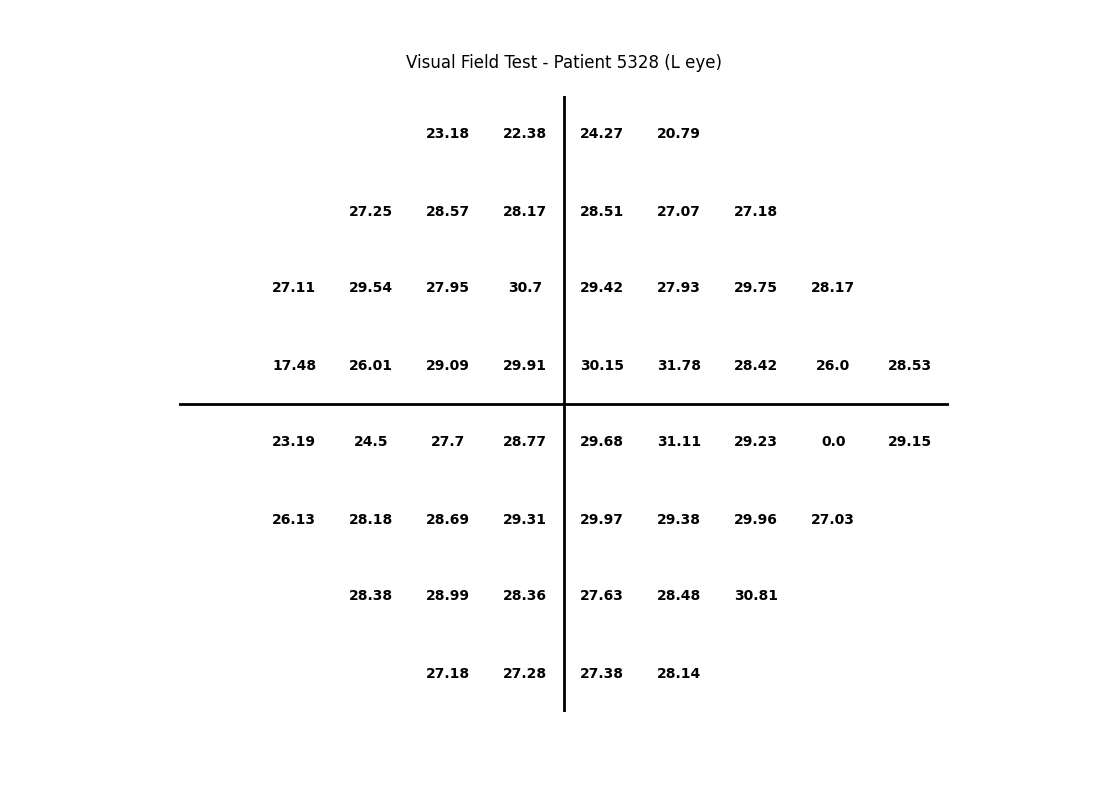 Visual Field Test - Patient 5328 (L eye)
23.18 22.38 24.27 20.79
27.25 28.57 28.17 28.51 27.07 27.18
27.11 29.54 27.95 30.7 29.42 27.93 29.75 28.17
17.48 26.01 29.09 29.91 30.15 31.78 28.42 26.0 28.53
23.19 24.5 27.7 28.77 29.68 31.11 29.23 0.0 29.15
26.13 28.18 28.69 29.31 29.97 29.38 29.96 27.03
28.38 28.99 28.36 27.63 28.48 30.81
27.18 27.28 27.38 28.14